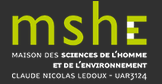 mshe
MAISON DES SCIENCES DE L'HOMME
ET DE L'ENVIRONNEMENT
CLAUDE NICOLAS LEDOUX - UAR3124